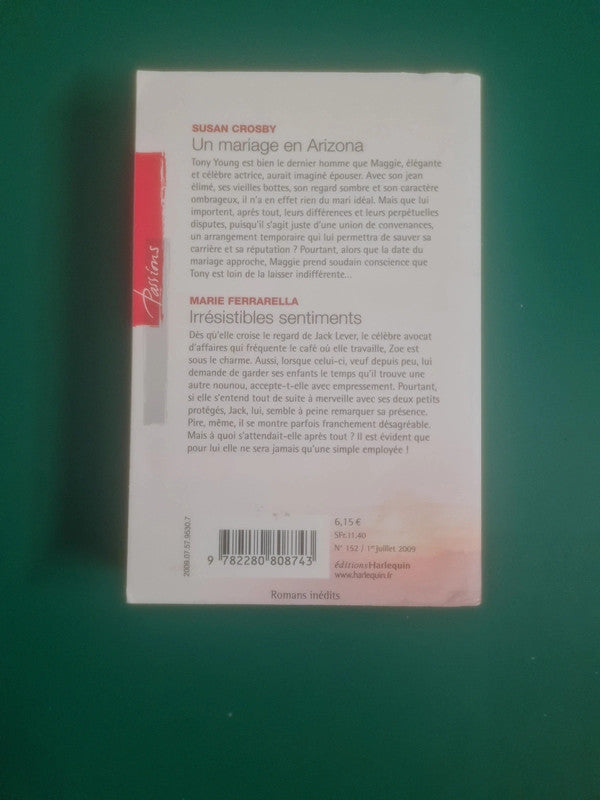 SUSAN CROSBY
Un mariage en Arizona
Tony Young est bien le dernier homme que Maggie, élégante
et célèbre actrice, aurait imaginé épouser. Avec son jean
élimé, ses vieilles bottes, son regard sombre et son caractère
ombrageux, il n'a en effet rien du mari idéal. Mais que lui
importent, après tout, leurs différences et leurs perpétuelles
disputes, puisqu'il s'agit juste d'une union de convenances,
un arrangement temporaire qui lui permettra de sauver sa
carrière et sa réputation ? Pourtant, alors que la date du
mariage approche, Maggie prend soudain conscience que
Tony est loin de la laisser indifférente...
Passions
MARIE FERRARELLA
Irrésistibles sentiments
Dès qu'elle croise le regard de Jack Lever, le célèbre avocat
d'affaires qui fréquente le café où elle travaille, Zoe est
sous le charme. Aussi, lorsque celui-ci, veuf depuis peu, lui
demande de garder ses enfants le temps qu'il trouve une
autre nounou, accepte-t-elle avec empressement. Pourtant,
si elle s'entend tout de suite à merveille avec ses deux petits
protégés, Jack, lui, semble à peine remarquer sa présence.
Pire, même, il se montre parfois franchement désagréable.
Mais à quoi s'attendait-elle après tout ? Il est évident que
pour lui elle ne sera jamais qu'une simple employée !
2009.07.57.9530.7
9 782280 808743
6,15 €
SFr.11.40
N° 152 / 1er juillet 2009
éditionsHarlequin
www.harlequin.fr
Romans inédits